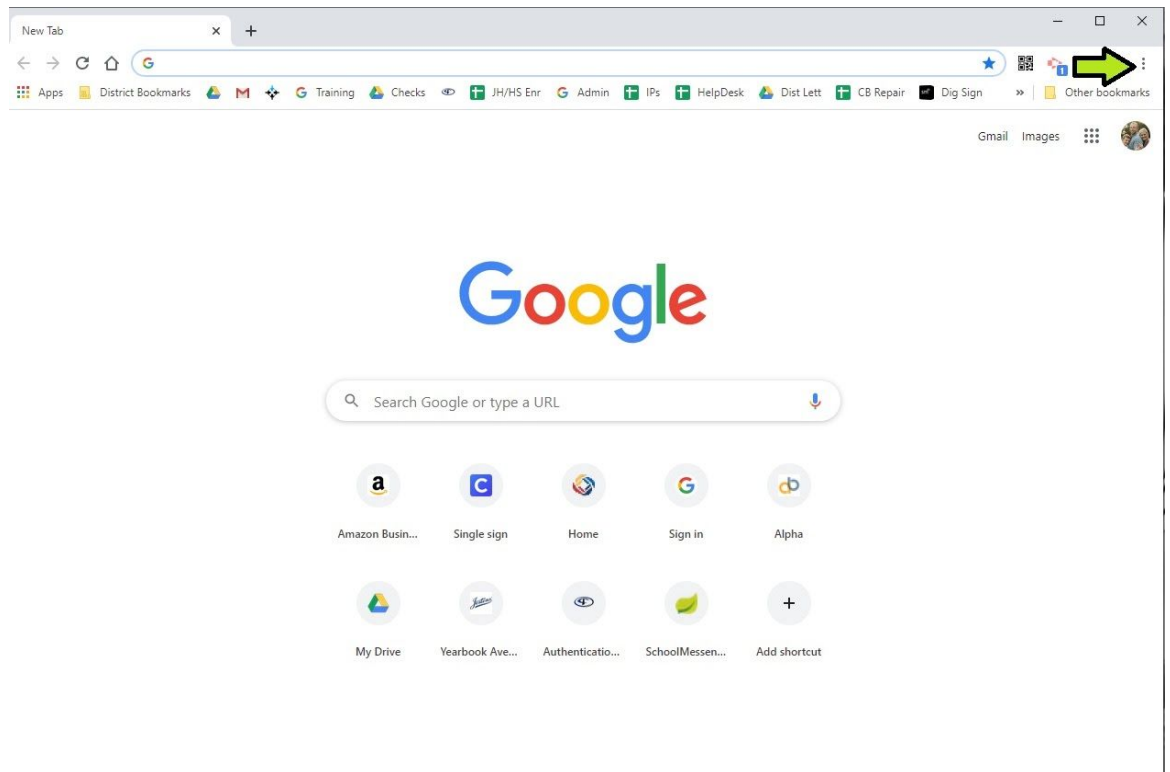 New Tab
G
Apps District Bookmarks M G Training Checks JH/HS Enr G Admin IPs HelpDesk Dist Lett CB Repair Dig Sign » Other bookmarks
1
Gmail Images
Google
Search Google or type a URL
a C G
Amazon Busin... Single sign Home Sign in Alpha
Jostens
My Drive Yearbook Ave... Authenticatio... SchoolMessen... Add shortcut